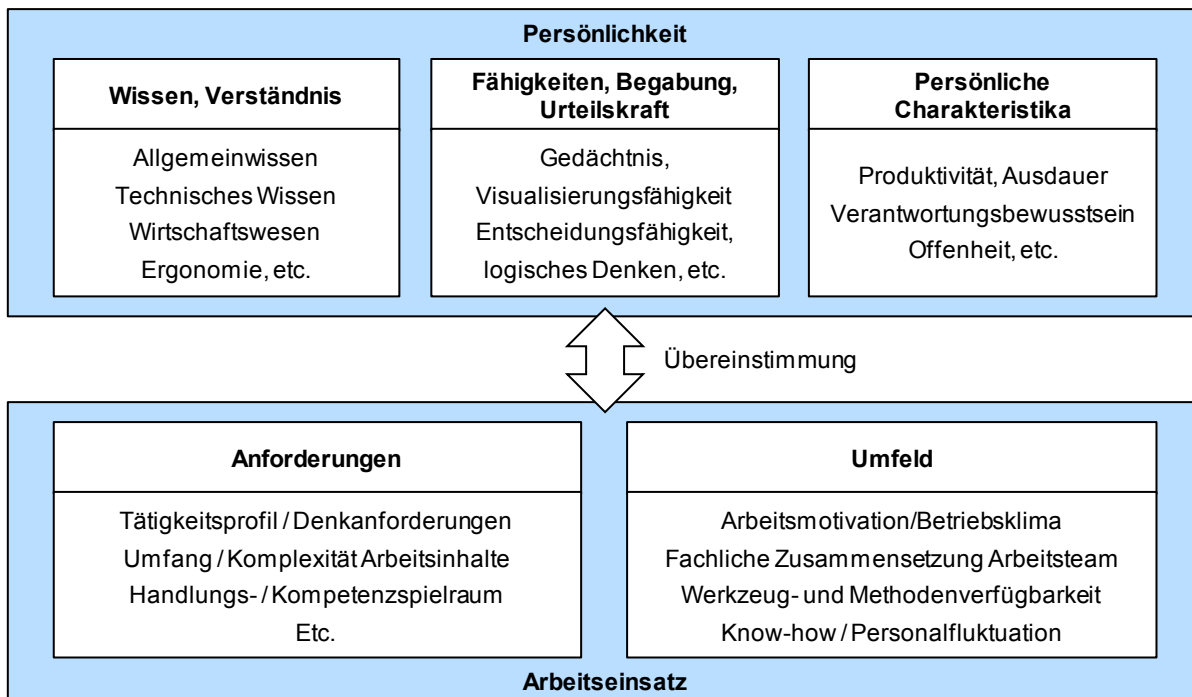 Persönlichkeit
Wissen, Verständnis
Allgemeinwissen
Technisches Wissen
Wirtschaftswesen
Ergonomie, etc.
Fähigkeiten, Begabung,
Urteilskraft
Gedächtnis,
Visualisierungsfähigkeit
Entscheidungsfähigkeit,
logisches Denken, etc.
Persönliche
Charakteristika
Produktivität, Ausdauer
Verantwortungsbewusstsein
Offenheit, etc.
Übereinstimmung
Anforderungen
Tätigkeitsprofil / Denkanforderungen
Umfang / Komplexität Arbeitsinhalte
Handlungs- / Kompetenzspielraum
Etc.
Umfeld
Arbeitsmotivation/Betriebsklima
Fachliche Zusammensetzung Arbeitsteam
Werkzeug- und Methodenverfügbarkeit
Know-how / Personalfluktuation
Arbeitseinsatz